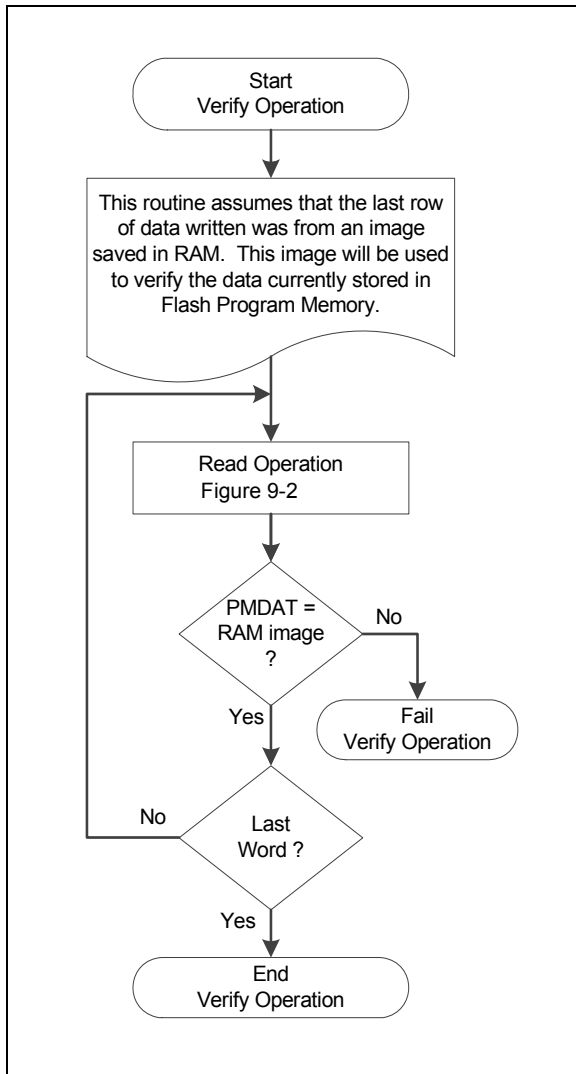 Start
Verify Operation
This routine assumes that the last row
of data written was from an image
saved in RAM. This image will be used
to verify the data currently stored in
Flash Program Memory.
Read Operation
Figure 9-2
PMDAT =
RAM image
?
No
Yes
Fail
Verify Operation
No
Last
Word ?
Yes
End
Verify Operation